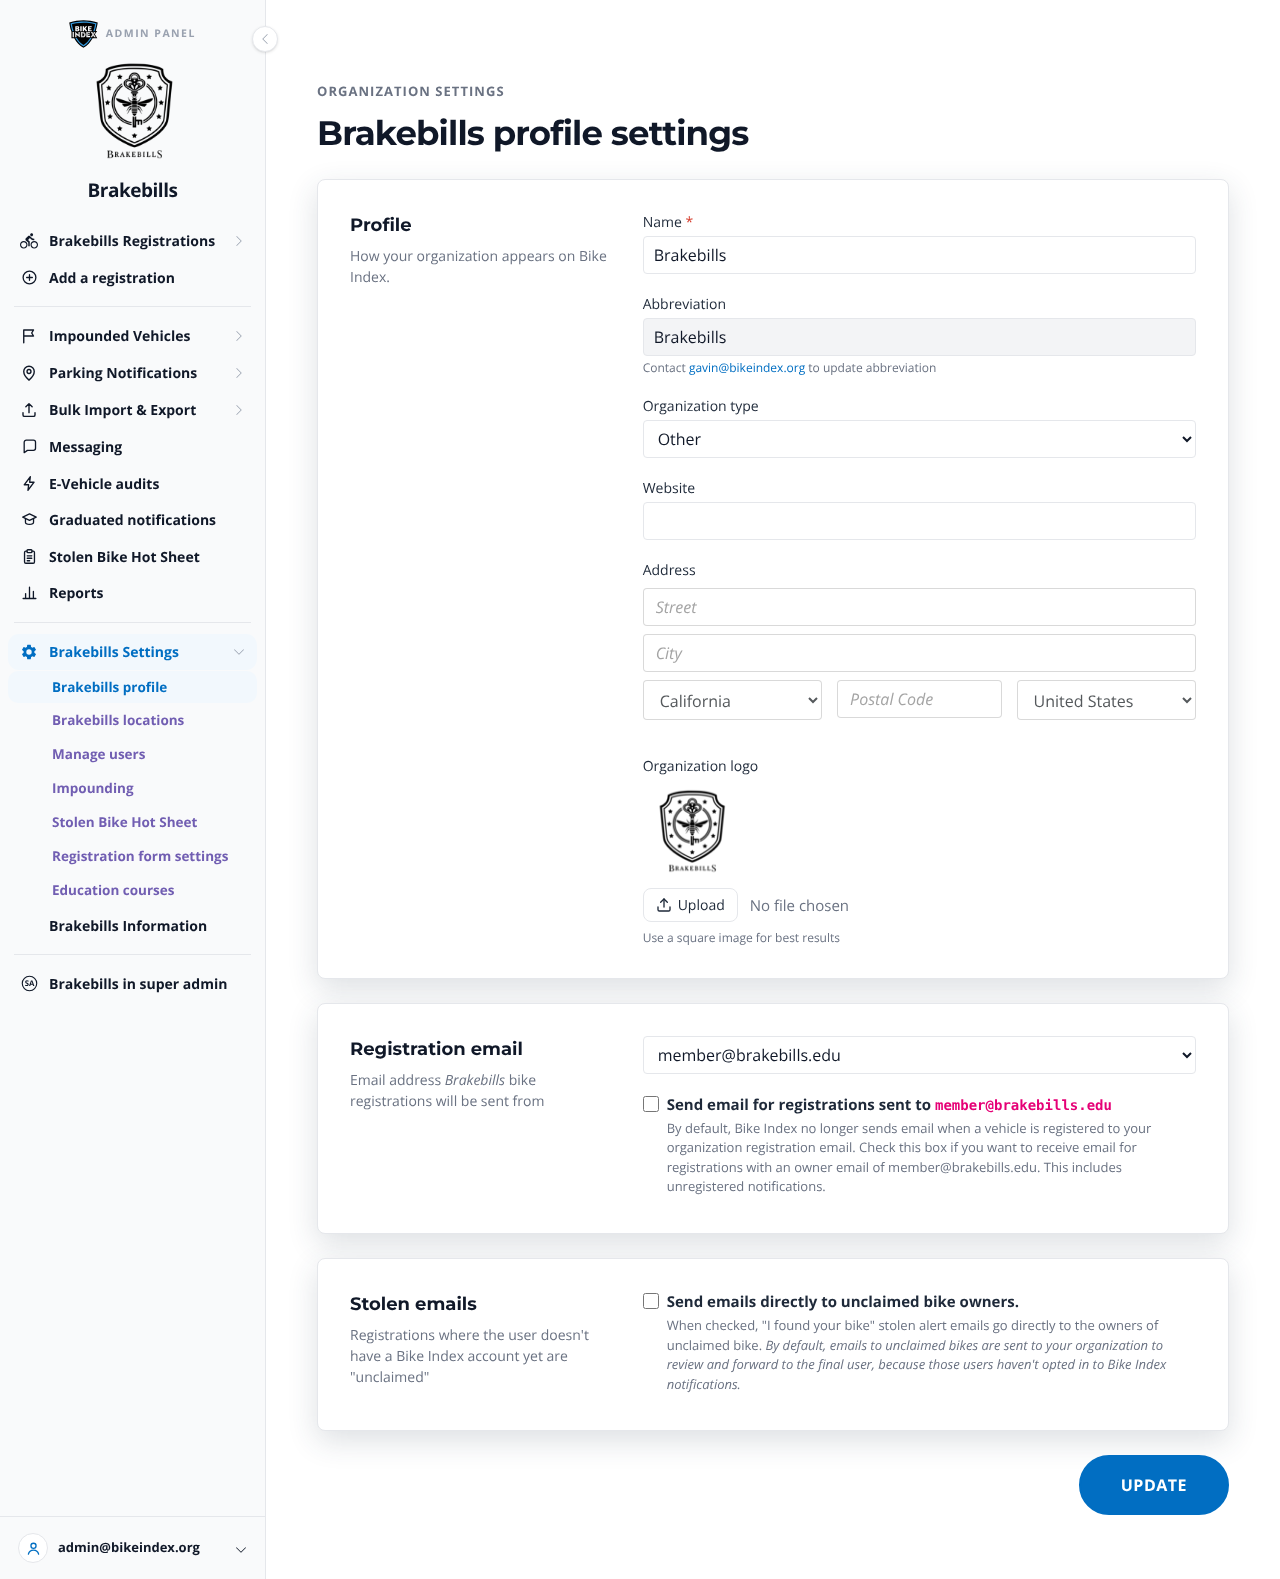 BIKE INDEX
ADMIN PANEL
BRAKEBILLS
Brakebills
Brakebills Registrations
Add a registration
Impounded Vehicles
Parking Notifications
Bulk Import & Export
Messaging
E-Vehicle audits
Graduated notifications
Stolen Bike Hot Sheet
Reports
Brakebills Settings
Brakebills profile
Brakebills locations
Manage users
Impounding
Stolen Bike Hot Sheet
Registration form settings
Education courses
Brakebills Information
SA
Brakebills in super admin
admin@bikeindex.org
ORGANIZATION SETTINGS
Brakebills profile settings
Profile
How your organization appears on Bike
Index.
Name *
Brakebills
Abbreviation
Brakebills
Contact gavin@bikeindex.org to update abbreviation
Organization type
Other
Website
Address
Street
City
California
Postal Code
United States
Organization logo
BRAKEBILLS
Upload
No file chosen
Use a square image for best results
Registration email
Email address Brakebills bike
registrations will be sent from
member@brakebills.edu
Send email for registrations sent to member@brakebills.edu
By default, Bike Index no longer sends email when a vehicle is registered to your
organization registration email. Check this box if you want to receive email for
registrations with an owner email of member@brakebills.edu. This includes
unregistered notifications.
Stolen emails
Registrations where the user doesn't
have a Bike Index account yet are
"unclaimed"
Send emails directly to unclaimed bike owners.
When checked, "I found your bike" stolen alert emails go directly to the owners of
unclaimed bike. By default, emails to unclaimed bikes are sent to your organization to
review and forward to the final user, because those users haven't opted in to Bike Index
notifications.
UPDATE